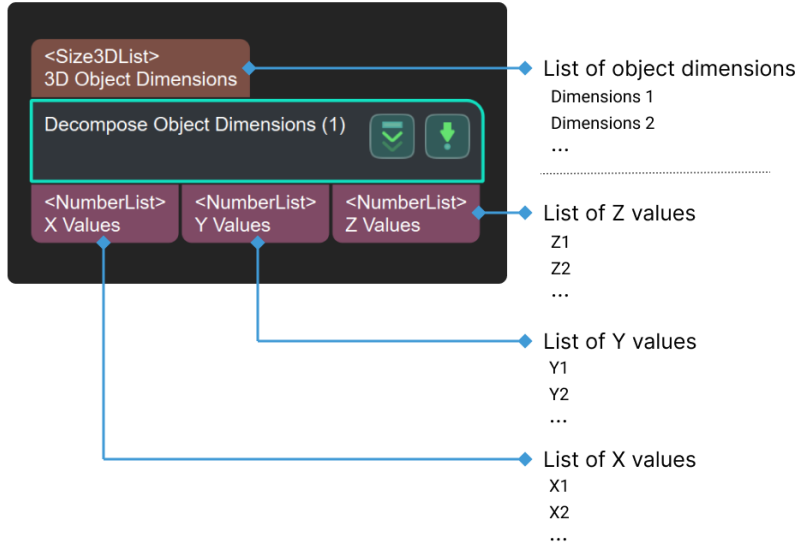 <Size3DList>
3D Object Dimensions
Decompose Object Dimensions (1)
<NumberList>
X Values
<NumberList>
Y Values
<NumberList>
Z Values
List of object dimensions
Dimensions 1
Dimensions 2
...
List of Z values
Z1
Z2
...
List of Y values
Y1
Y2
...
List of X values
X1
X2
...